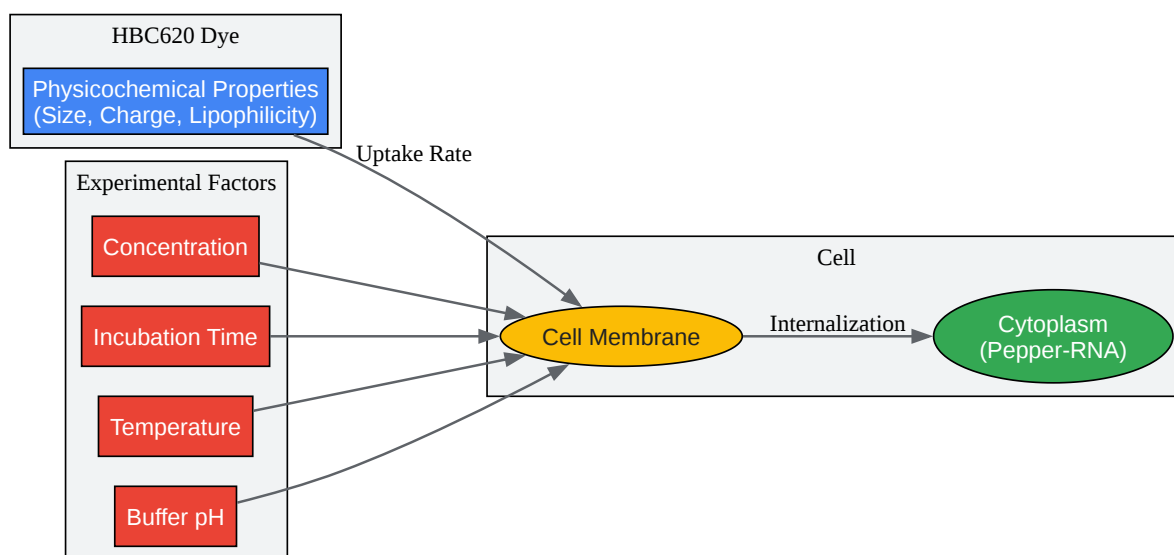 HBC620 Dye
Physicochemical Properties
(Size, Charge, Lipophilicity)
Uptake Rate
Experimental Factors
Concentration
Incubation Time
Temperature
Buffer pH
Cell
Cell Membrane
Internalization
Cytoplasm
(Pepper-RNA)